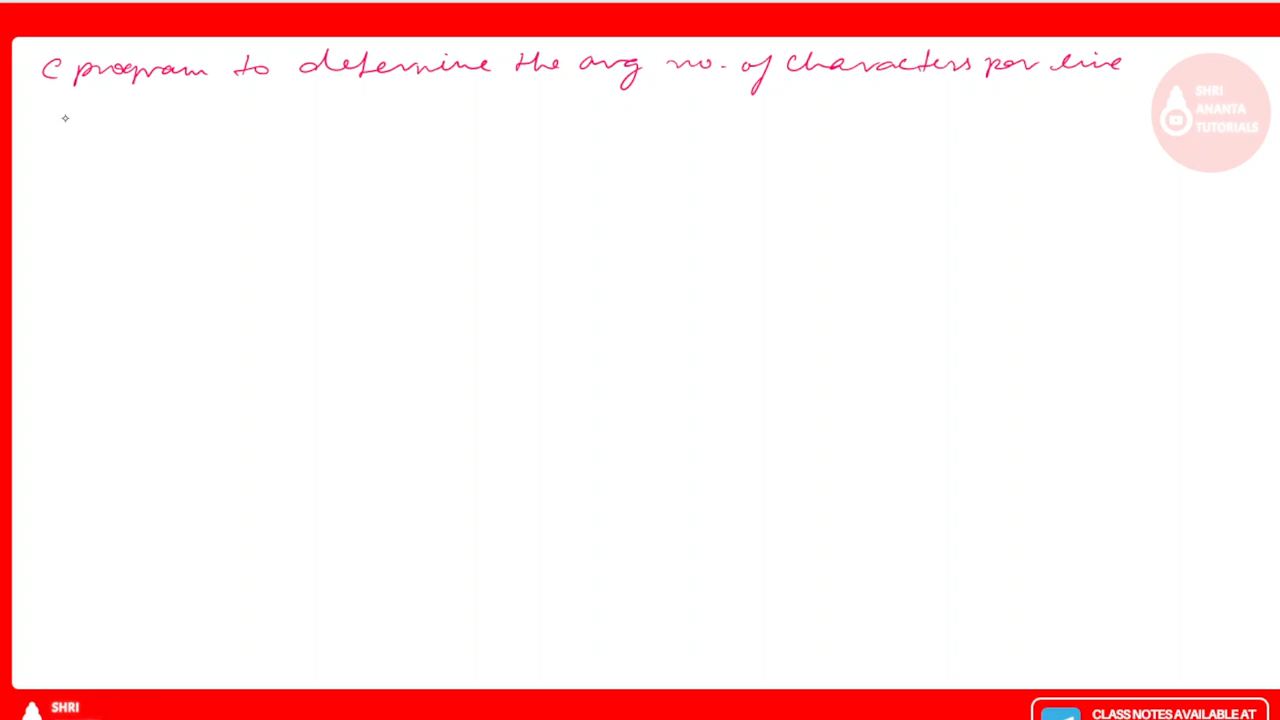 C program to determine the avg no. of characters per line
SHRI
ANANTA
TUTORIALS
SHRI
CLASS NOTES AVAILABLE AT